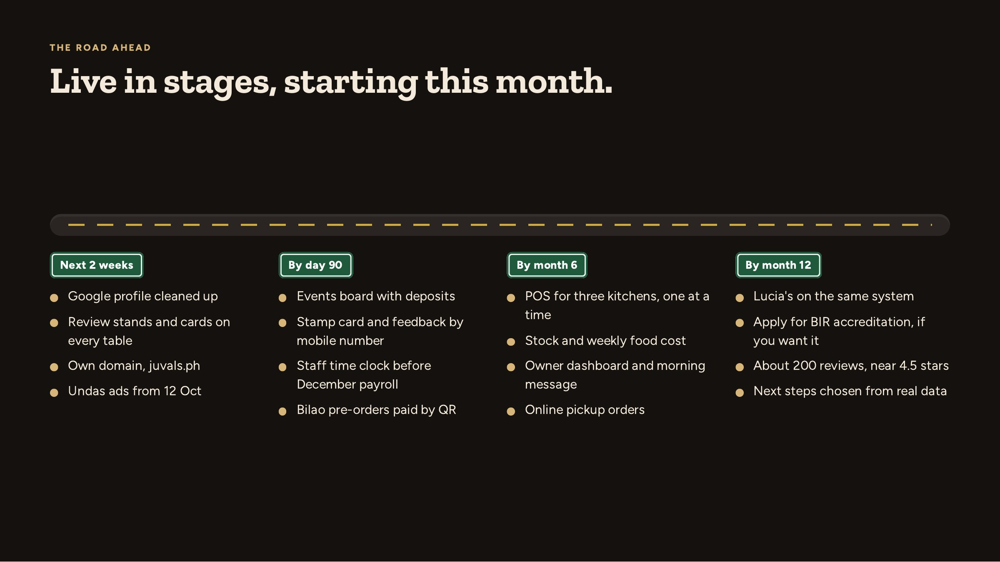 THE ROAD AHEAD
Live in stages, starting this month.
Next 2 weeks
Google profile cleaned up
Review stands and cards on
every table
Own domain, juvals.ph
Undas ads from 12 Oct
By day 90
Events board with deposits
Stamp card and feedback by
mobile number
Staff time clock before
December payroll
Bilao pre-orders paid by QR
By month 6
POS for three kitchens, one at a
time
Stock and weekly food cost
Owner dashboard and morning
message
Online pickup orders
By month 12
Lucia's on the same system
Apply for BIR accreditation, if
you want it
About 200 reviews, near 4.5 stars
Next steps chosen from real data